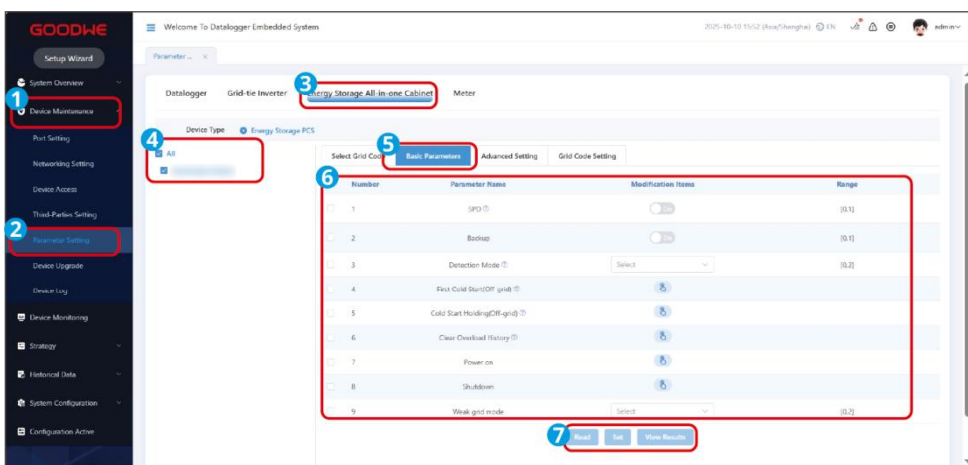 GOODWE
Welcome To Datalogger Embedded System
2025-10-10 15:52 (Asia/Shanghai) EN admin
Setup Wizard
Parameter ... ×
System Overview
1
Device Maintenance
Port Setting
Networking Setting
Device Access
Third-Parties Setting
2
Parameter Setting
Device Upgrade
Device Log
Device Monitoring
Strategy
Historical Data
System Configuration
Configuration Active
3
Datalogger Grid-tie Inverter Energy Storage All-in-one Cabinet Meter
Device Type Energy Storage PCS
4
All
5
Select Grid Code Basic Parameters Advanced Setting Grid Code Setting
6
Number Parameter Name Modification Items Range
1 SPD [0,1]
2 Backup [0,1]
3 Detection Mode Select [0,2]
4 First Cold Start(Off-grid)
5 Cold Start Holding(Off-grid)
6 Clear Overload History
7 Power on
8 Shutdown
9 Weak grid mode Select [0,2]
7
Read Set View Results